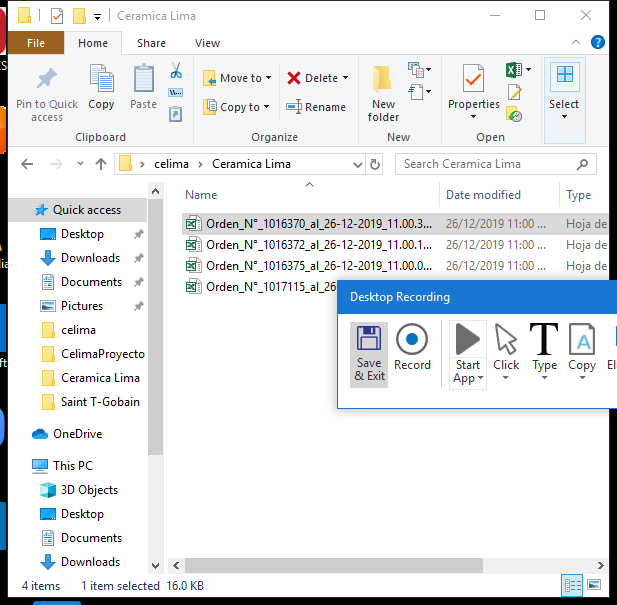 Ceramica Lima
File Home Share View
Pin to Quick access
Copy
Paste
Move to
Copy to
Delete
Rename
New folder
Properties
Select
Clipboard Organize New Open
celima > Ceramica Lima
Search Ceramica Lima
Name Date modified Type
Quick access
Desktop
Downloads
Documents
Pictures
celima
CelimaProyecto
Ceramica Lima
Saint T-Gobain
OneDrive
This PC
3D Objects
Desktop
Documents
Downloads
Orden_N°_1016370_al_26-12-2019_11.00.3... 26/12/2019 11:00 ... Hoja de
Orden_N°_1016372_al_26-12-2019_11.00.1... 26/12/2019 11:00 ... Hoja de
Orden_N°_1016375_al_26-12-2019_11.00.0... 26/12/2019 11:00 ... Hoja de
Orden_N°_1017115_al_26
Desktop Recording
Save & Exit
Record
Start App
Click
Type
Copy
4 items 1 item selected 16.0 KB